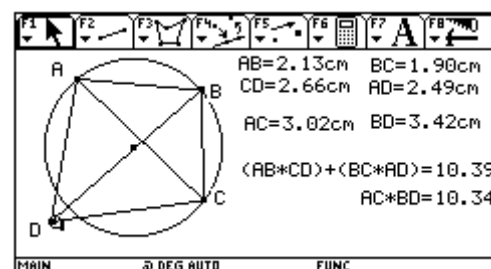 F1 F2 F3 F4 F5 F6 F7 A F8
A
B
C
D
AB=2.13cm BC=1.90cm
CD=2.66cm AD=2.49cm
AC=3.02cm BD=3.42cm
(AB*CD)+(BC*AD)=10.39
AC*BD=10.34
MAIN DEG AUTO FUNC